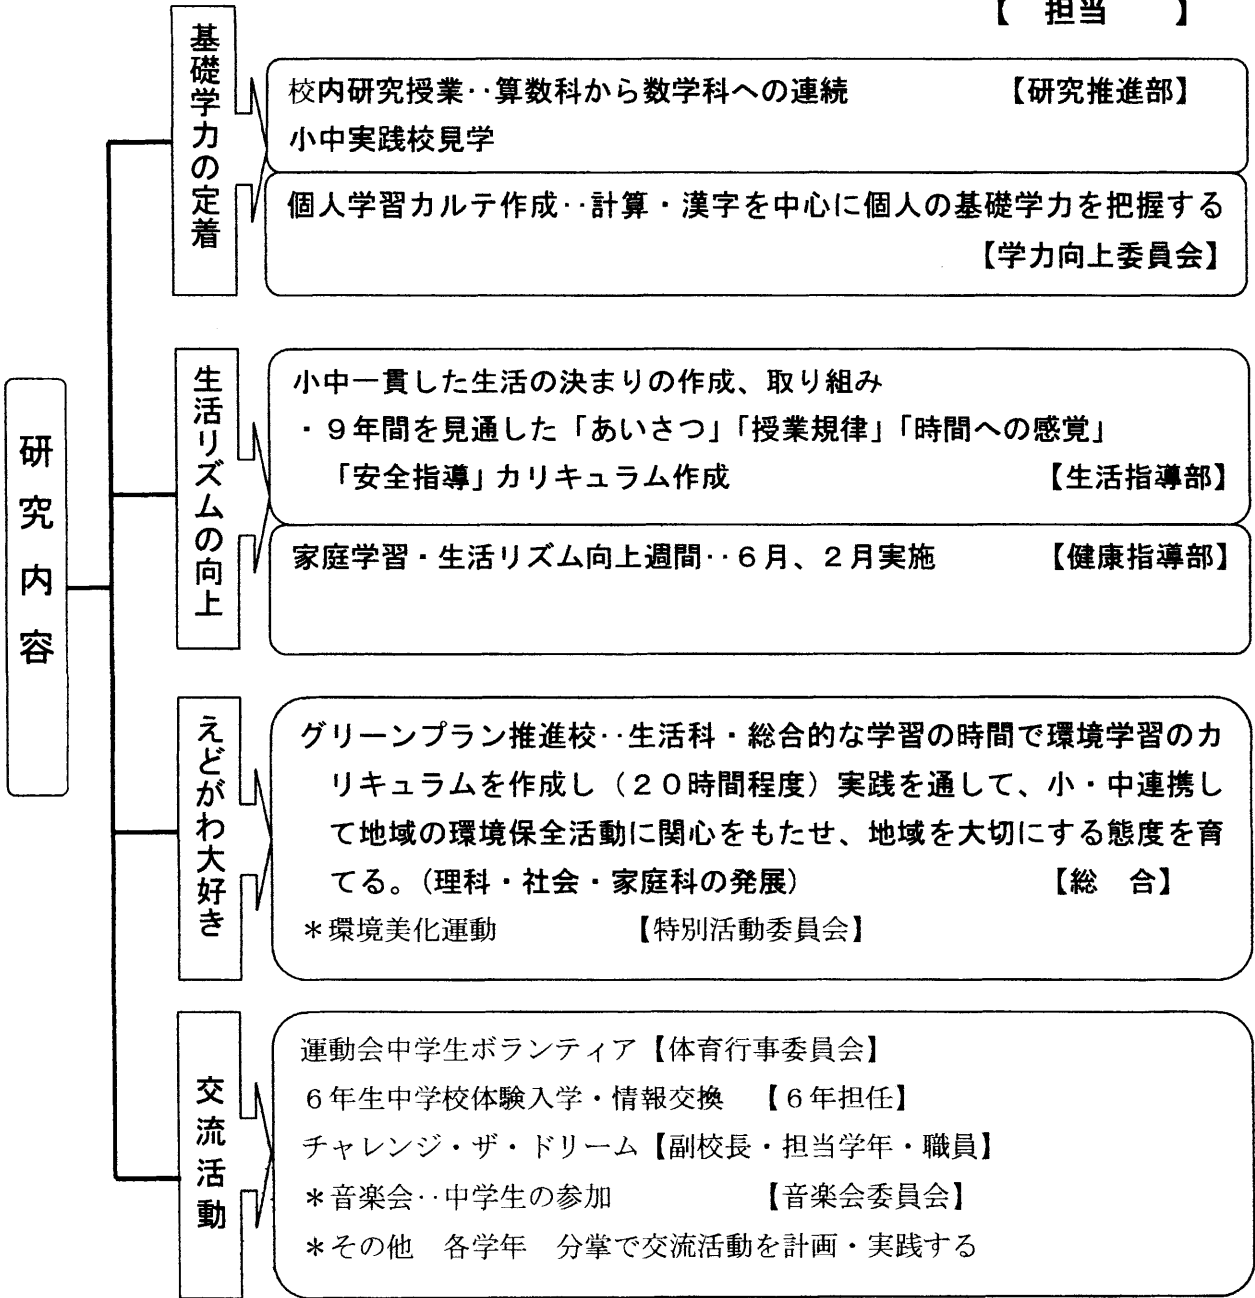 【　担当　　】
研究内容
基礎学力の定着
校内研究授業‥算数科から数学科への連続　【研究推進部】
小中実践校見学
個人学習カルテ作成‥計算・漢字を中心に個人の基礎学力を把握する
【学力向上委員会】
生活リズムの向上
小中一貫した生活の決まりの作成、取り組み
・９年間を見通した「あいさつ」「授業規律」「時間への感覚」
「安全指導」カリキュラム作成　【生活指導部】
家庭学習・生活リズム向上週間‥６月、２月実施　【健康指導部】
えどがわ大好き
グリーンプラン推進校‥生活科・総合的な学習の時間で環境学習のカ
リキュラムを作成し（２０時間程度）実践を通して、小・中連携し
て地域の環境保全活動に関心をもたせ、地域を大切にする態度を育
てる。（理科・社会・家庭科の発展）　【総　合】
＊環境美化運動　【特別活動委員会】
交流活動
運動会中学生ボランティア【体育行事委員会】
６年生中学校体験入学・情報交換　【６年担任】
チャレンジ・ザ・ドリーム【副校長・担当学年・職員】
＊音楽会‥中学生の参加　【音楽会委員会】
＊その他　各学年　分掌で交流活動を計画・実践する